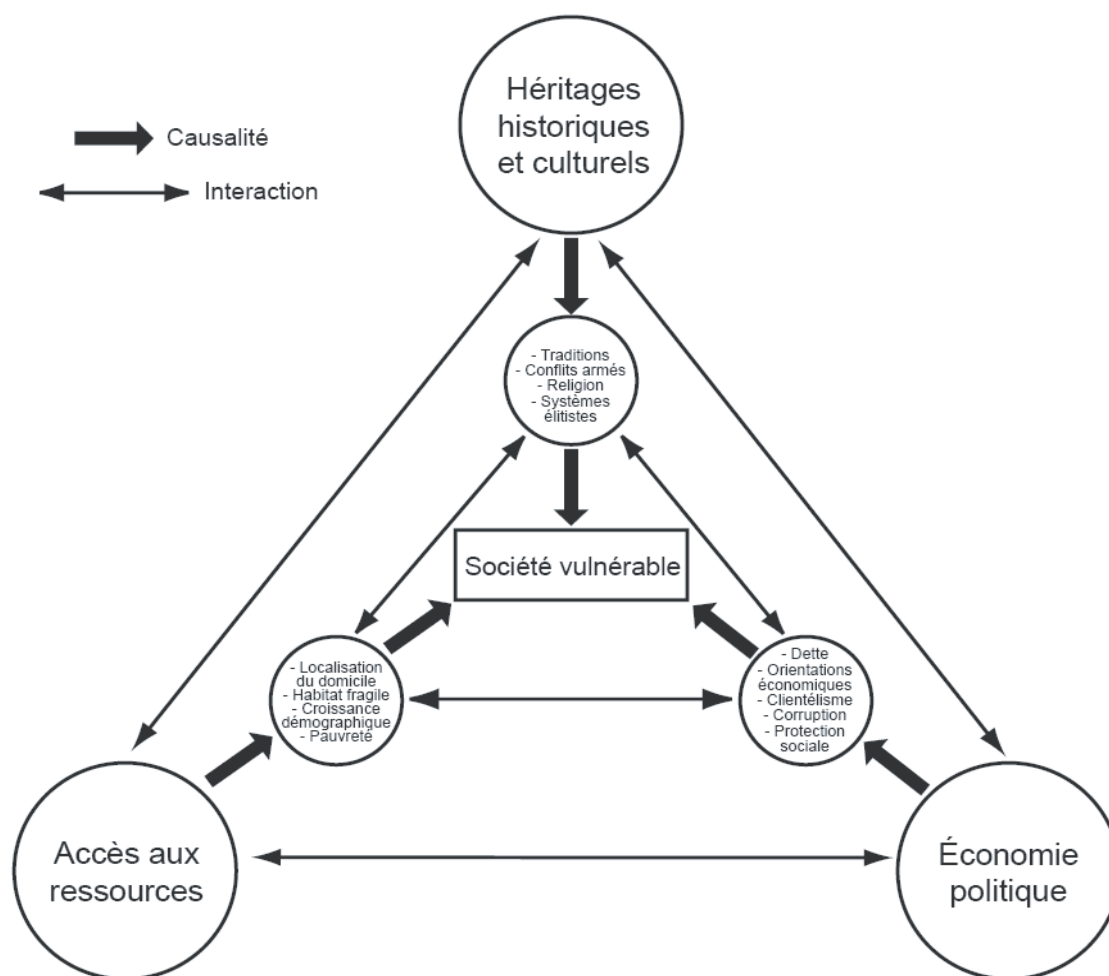 Héritages
historiques
et culturels
Causalité
Interaction
- Traditions
- Conflits armés
- Religion
- Systèmes
élitistes
Société vulnérable
- Localisation
du domicile
- Habitat fragile
- Croissance
démographique
- Pauvreté
- Dette
- Orientations
économiques
- Clientélisme
- Corruption
- Protection
sociale
Accès aux
ressources
Économie
politique